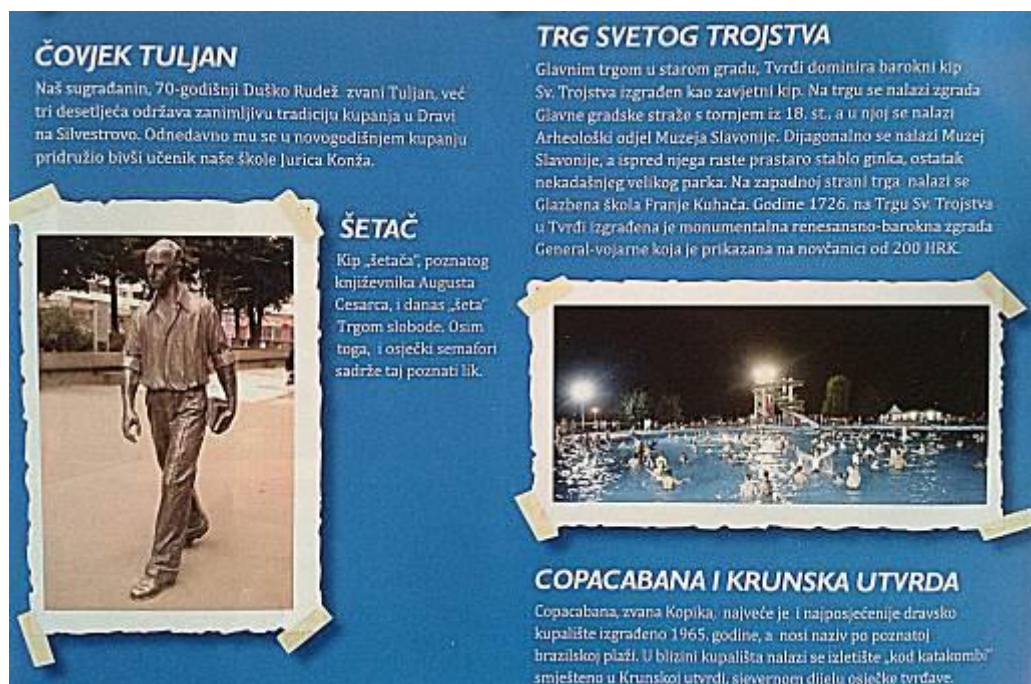 ČOVJEK TULJAN
Naš sugrađanin, 70-godišnji Duško Rudež zvani Tuljan, već
tri desetljeća održava zanimljivu tradiciju kupanja u Dravi
na Silvestrovo. Odnedavno mu se u novogodišnjem kupanju
pridružio bivši učenik naše škole Jurica Konža.
ŠETAČ
Kip „šetača”, poznatog
književnika Augusta
Cesarca, i danas „šeta”
Trgom slobode. Osim
toga, i osječki semafori
sadrže taj poznati lik.
TRG SVETOG TROJSTVA
Glavnim trgom u starom gradu, Tvrđi dominira barokni kip
Sv. Trojstva izgrađen kao zavjetni kip. Na trgu se nalazi zgrada
Glavne gradske straže s tornjem iz 18. st., a u njoj se nalazi
Arheološki odjel Muzeja Slavonije. Dijagonalno se nalazi Muzej
Slavonije, a ispred njega raste prastaro stablo ginka, ostatak
nekadašnjeg velikog parka. Na zapadnoj strani trga nalazi se
Glazbena škola Franje Kuhača. Godine 1726. na Trgu Sv. Trojstva
u Tvrđi izgrađena je monumentalna renesansno-barokna zgrada
General-vojarne koja je prikazana na novčanici od 200 HRK.
COPACABANA I KRUNSKA UTVRDA
Copacabana, zvana Kopika, najveće je i najposjećenije dravsko
kupalište izgrađeno 1965. godine, a nosi naziv po poznatoj
brazilskoj plaži. U blizini kupališta nalazi se izletište „kod katakombi”
smješteno u Krunskoj utvrdi, sjevernom dijelu osječke tvrđave.